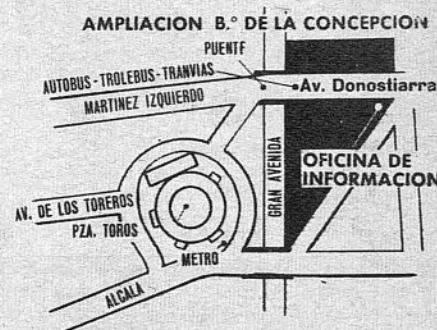 AMPLIACION B.º DE LA CONCEPCION
PUENTE
AUTOBUS-TROLEBUS-TRANVIAS
Av. Donostiarra
MARTINEZ IZQUIERDO
GRAN AVENIDA
OFICINA DE
INFORMACION
AV. DE LOS TOREROS
PZA. TOROS
METRO
ALCALA